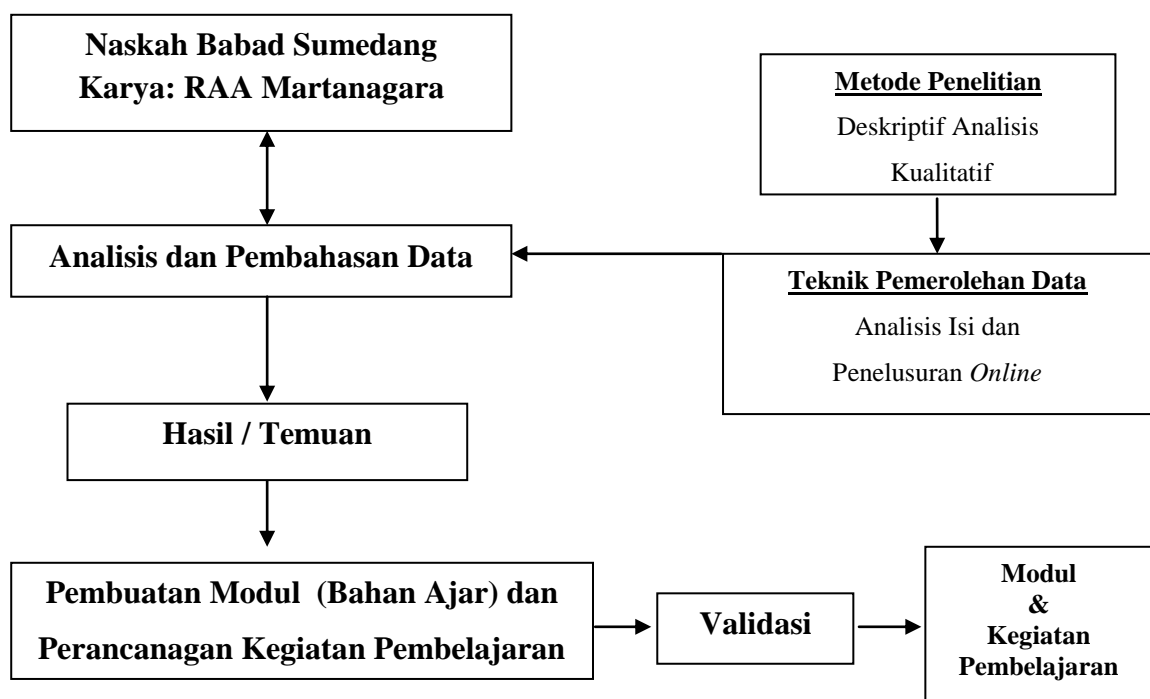 Naskah Babad Sumedang
Karya: RAA Martanagara
Metode Penelitian
Deskriptif Analisis
Kualitatif
Analisis dan Pembahasan Data
Teknik Pemerolehan Data
Analisis Isi dan
Penelusuran Online
Hasil / Temuan
Pembuatan Modul (Bahan Ajar) dan
Perancanagan Kegiatan Pembelajaran
Validasi
Modul
&
Kegiatan
Pembelajaran